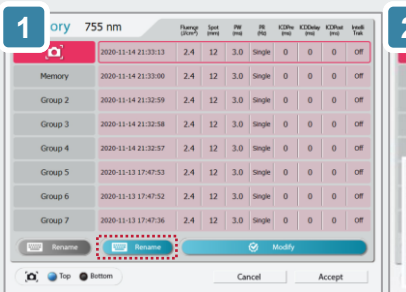 1
ory 755 nm
Fluence (J/cm²) Spot (mm) PW (ms) PR (Hz) ICDPre (ms) ICDDelay (ms) ICDPost (ms) Intelli Trak
2020-11-14 21:33:13 2.4 12 3.0 Single 0 0 0 Off
Memory 2020-11-14 21:33:00 2.4 12 3.0 Single 0 0 0 Off
Group 2 2020-11-14 21:32:59 2.4 12 3.0 Single 0 0 0 Off
Group 3 2020-11-14 21:32:58 2.4 12 3.0 Single 0 0 0 Off
Group 4 2020-11-14 21:32:57 2.4 12 3.0 Single 0 0 0 Off
Group 5 2020-11-13 17:47:53 2.4 12 3.0 Single 0 0 0 Off
Group 6 2020-11-13 17:47:52 2.4 12 3.0 Single 0 0 0 Off
Group 7 2020-11-13 17:47:36 2.4 12 3.0 Single 0 0 0 Off
Rename Rename Modify
Top Bottom Cancel Accept
2